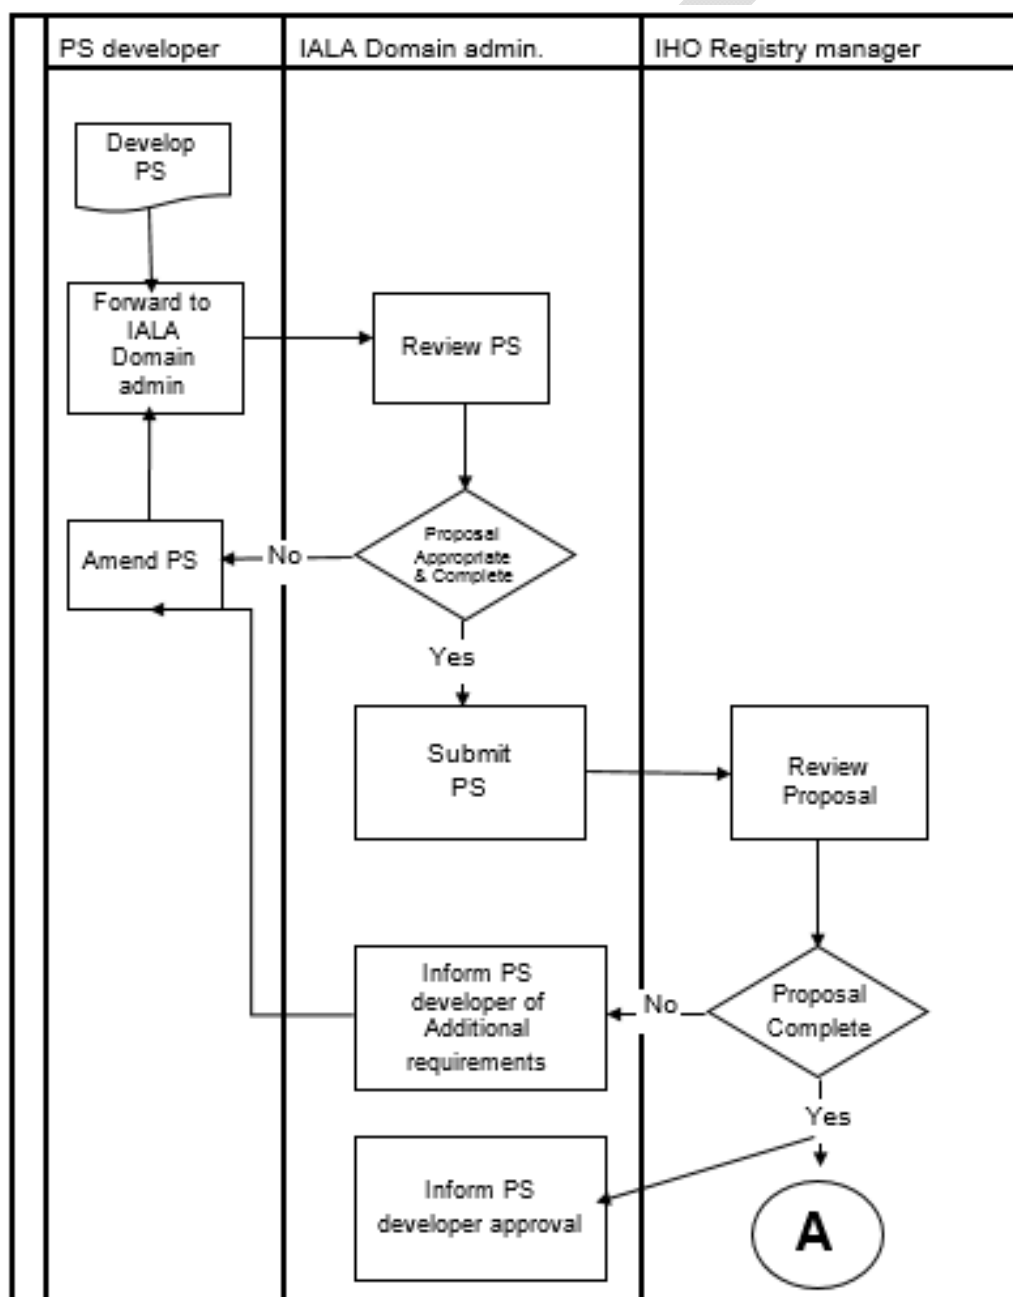 PS developer
IALA Domain admin.
IHO Registry manager
Develop
PS
Forward to
IALA
Domain
admin
Review PS
Proposal
Appropriate
& Complete
No
Amend PS
Yes
Submit
PS
Review
Proposal
Inform PS
developer of
Additional
requirements
No
Proposal
Complete
Yes
Inform PS
developer approval
A